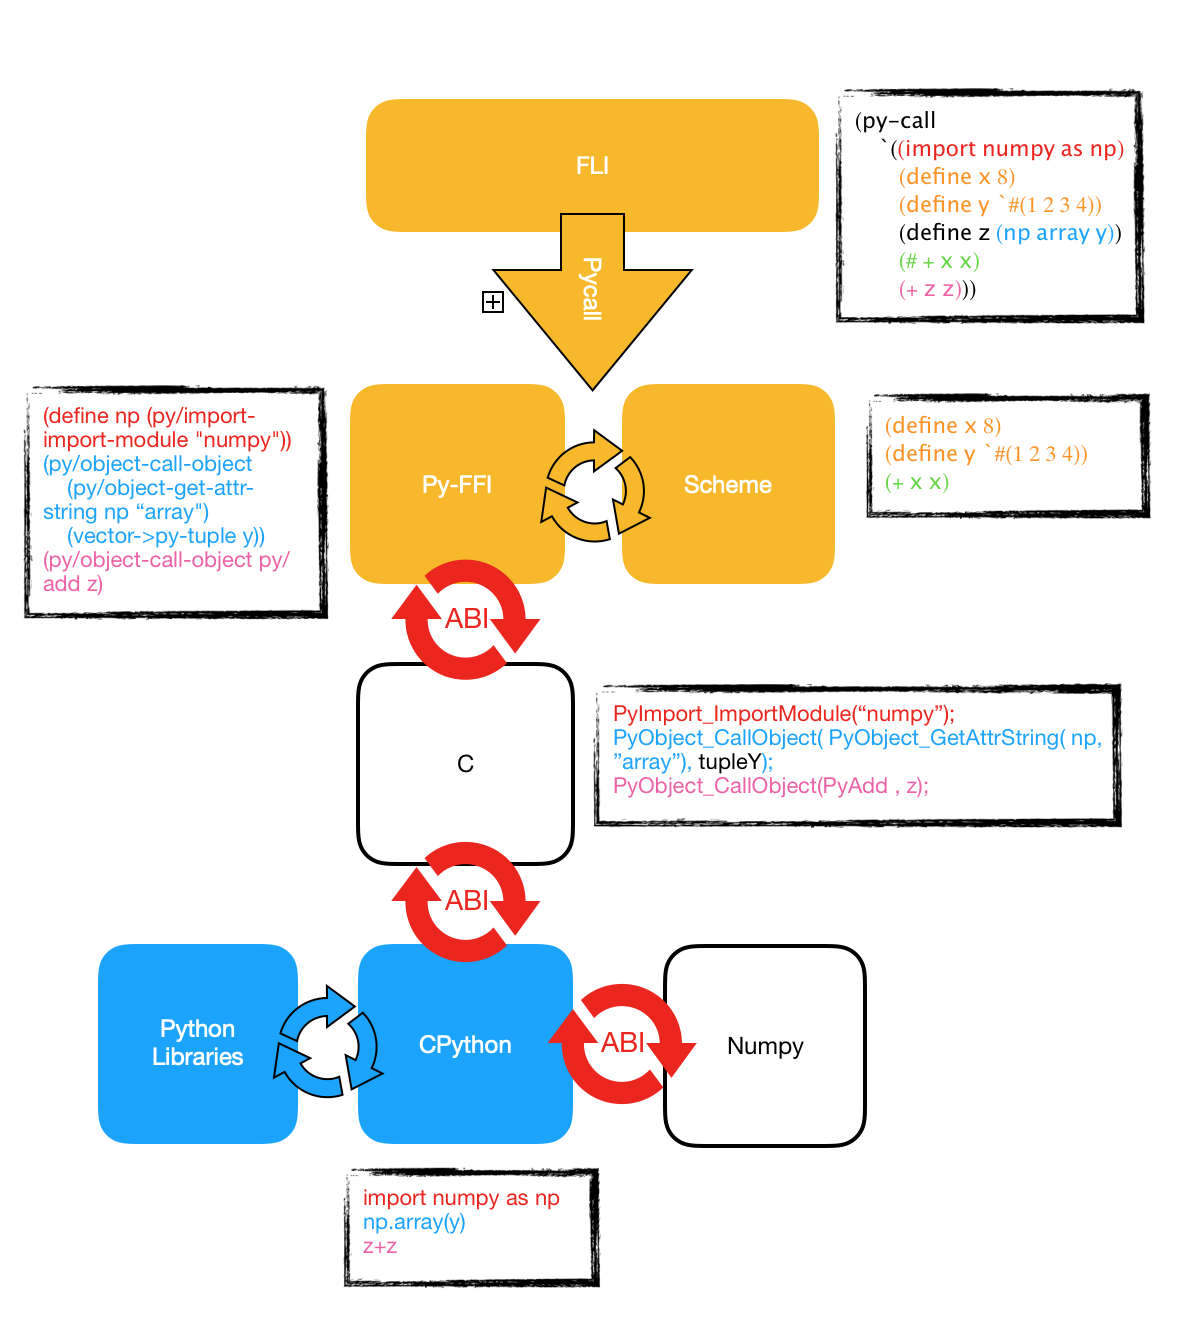 FLI
Pycall
(py-call
`((import numpy as np)
(define x 8)
(define y `#(1 2 3 4))
(define z (np array y))
(# + x x)
(+ z z)))
(define np (py/import-
import-module "numpy"))
(py/object-call-object
(py/object-get-attr-
string np “array")
(vector->py-tuple y))
(py/object-call-object py/
add z)
Py-FFI
Scheme
(define x 8)
(define y `#(1 2 3 4))
(+ x x)
ABI
C
PyImport_ImportModule(“numpy”);
PyObject_CallObject( PyObject_GetAttrString( np,
”array”), tupleY);
PyObject_CallObject(PyAdd , z);
ABI
Python
Libraries
CPython
ABI
Numpy
import numpy as np
np.array(y)
z+z